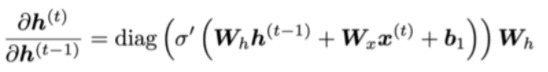 ∂h^(t) / ∂h^(t−1) = diag (σ′ (W_h h^(t−1) + W_x x^(t) + b_1)) W_h